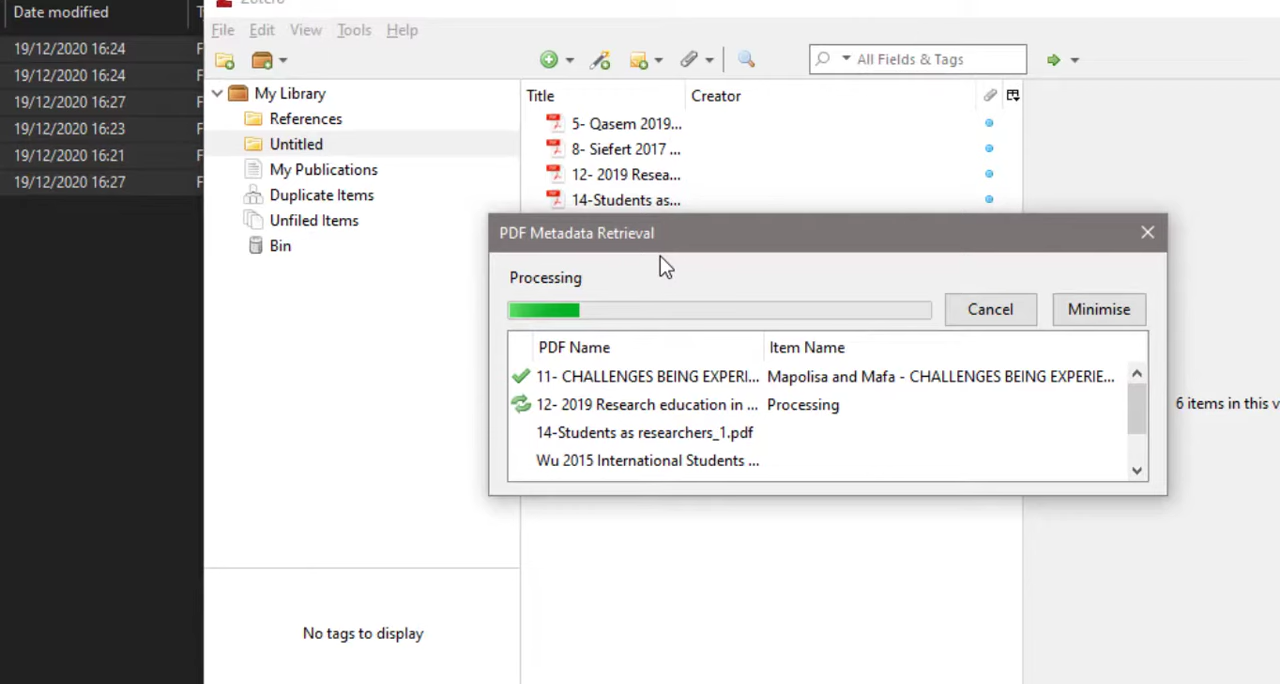 Date modified
19/12/2020 16:24
19/12/2020 16:24
19/12/2020 16:27
19/12/2020 16:23
19/12/2020 16:21
19/12/2020 16:27
File Edit View Tools Help
All Fields & Tags
My Library
References
Untitled
My Publications
Duplicate Items
Unfiled Items
Bin
No tags to display
Title Creator
5- Qasem 2019...
8- Siefert 2017 ...
12- 2019 Resea...
14-Students as...
PDF Metadata Retrieval
Processing
Cancel Minimise
PDF Name Item Name
11- CHALLENGES BEING EXPERI... Mapolisa and Mafa - CHALLENGES BEING EXPERIE...
12- 2019 Research education in ... Processing
14-Students as researchers_1.pdf
Wu 2015 International Students ...
6 items in this v